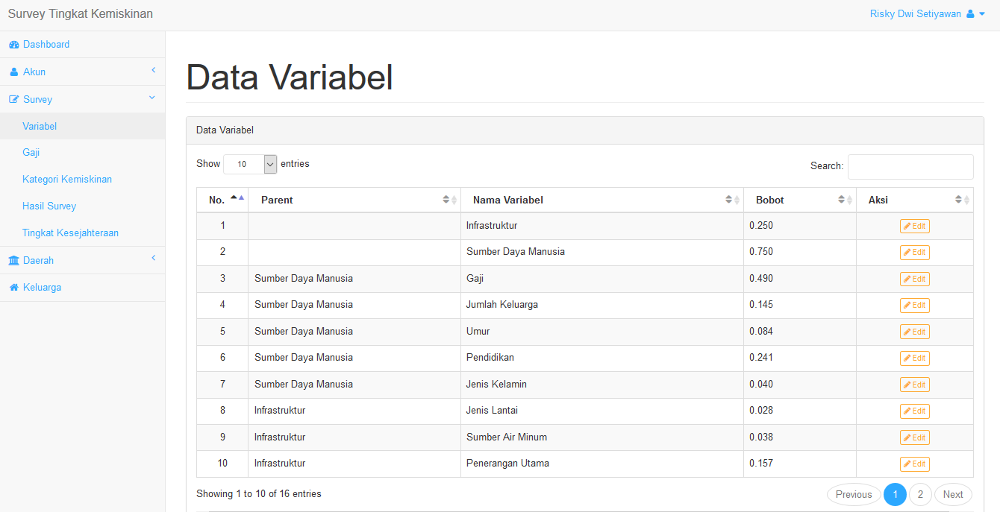 Survey Tingkat Kemiskinan
Risky Dwi Setiyawan
Dashboard
Akun
Survey
Variabel
Gaji
Kategori Kemiskinan
Hasil Survey
Tingkat Kesejahteraan
Daerah
Keluarga
Data Variabel
Data Variabel
Show 10 entries
Search:
No. Parent Nama Variabel Bobot Aksi
1 Infrastruktur 0.250 Edit
2 Sumber Daya Manusia 0.750 Edit
3 Sumber Daya Manusia Gaji 0.490 Edit
4 Sumber Daya Manusia Jumlah Keluarga 0.145 Edit
5 Sumber Daya Manusia Umur 0.084 Edit
6 Sumber Daya Manusia Pendidikan 0.241 Edit
7 Sumber Daya Manusia Jenis Kelamin 0.040 Edit
8 Infrastruktur Jenis Lantai 0.028 Edit
9 Infrastruktur Sumber Air Minum 0.038 Edit
10 Infrastruktur Penerangan Utama 0.157 Edit
Showing 1 to 10 of 16 entries
Previous 1 2 Next